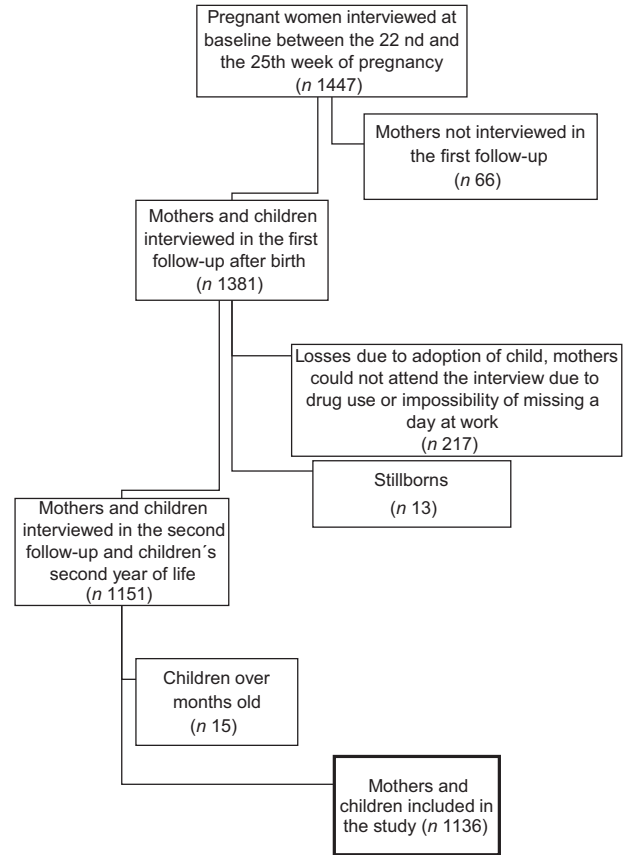 Pregnant women interviewed at
baseline between the 22 nd and
the 25th week of pregnancy
(n 1447)
Mothers not interviewed in
the first follow-up
(n 66)
Mothers and children
interviewed in the first
follow-up after birth
(n 1381)
Losses due to adoption of child, mothers
could not attend the interview due to
drug use or impossibility of missing a
day at work
(n 217)
Stillborns
(n 13)
Mothers and children
interviewed in the second
follow-up and children´s
second year of life
(n 1151)
Children over
months old
(n 15)
Mothers and
children included in
the study (n 1136)